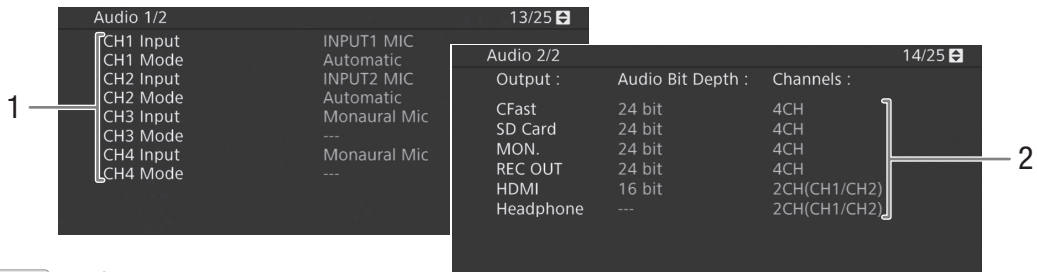 Audio 1/2 13/25
CH1 Input INPUT1 MIC
CH1 Mode Automatic
CH2 Input INPUT2 MIC
CH2 Mode Automatic
CH3 Input Monaural Mic
CH3 Mode ---
CH4 Input Monaural Mic
CH4 Mode ---
1
Audio 2/2 14/25
Output : Audio Bit Depth : Channels :
CFast 24 bit 4CH
SD Card 24 bit 4CH
MON. 24 bit 4CH
REC OUT 24 bit 4CH
HDMI 16 bit 2CH(CH1/CH2)
Headphone --- 2CH(CH1/CH2)
2